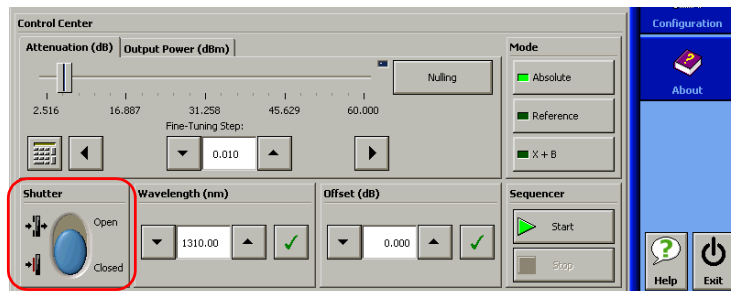 Control Center
Attenuation (dB)
Output Power (dBm)
Nulling
2.516
16.887
31.258
45.629
60.000
Fine-Tuning Step:
0.010
Mode
Absolute
Reference
X + B
Shutter
Open
Closed
Wavelength (nm)
1310.00
Offset (dB)
0.000
Sequencer
Start
Stop
Configuration
About
Help
Exit